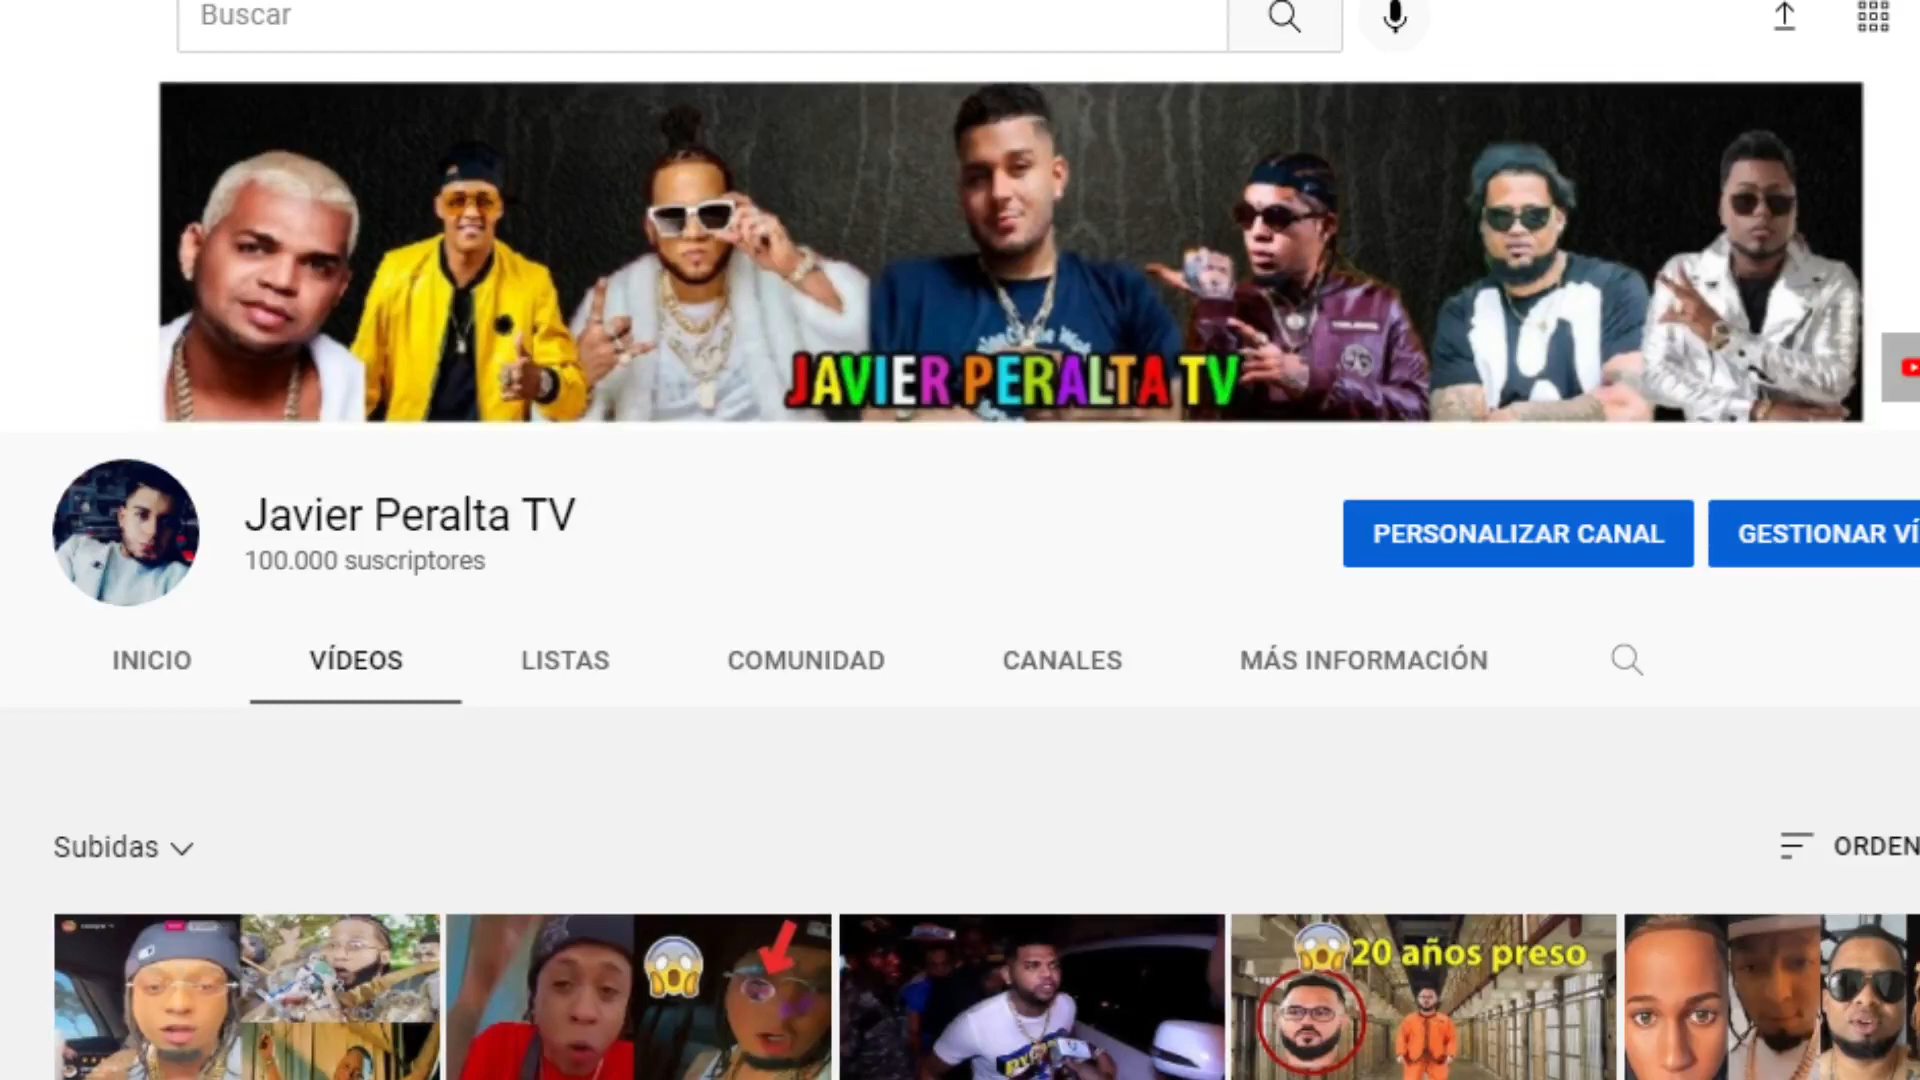 Buscar
JAVIER PERALTA TV
Javier Peralta TV
100.000 suscriptores
PERSONALIZAR CANAL
GESTIONAR VÍ
INICIO
VÍDEOS
LISTAS
COMUNIDAD
CANALES
MÁS INFORMACIÓN
Subidas
ORDEN
20 años preso